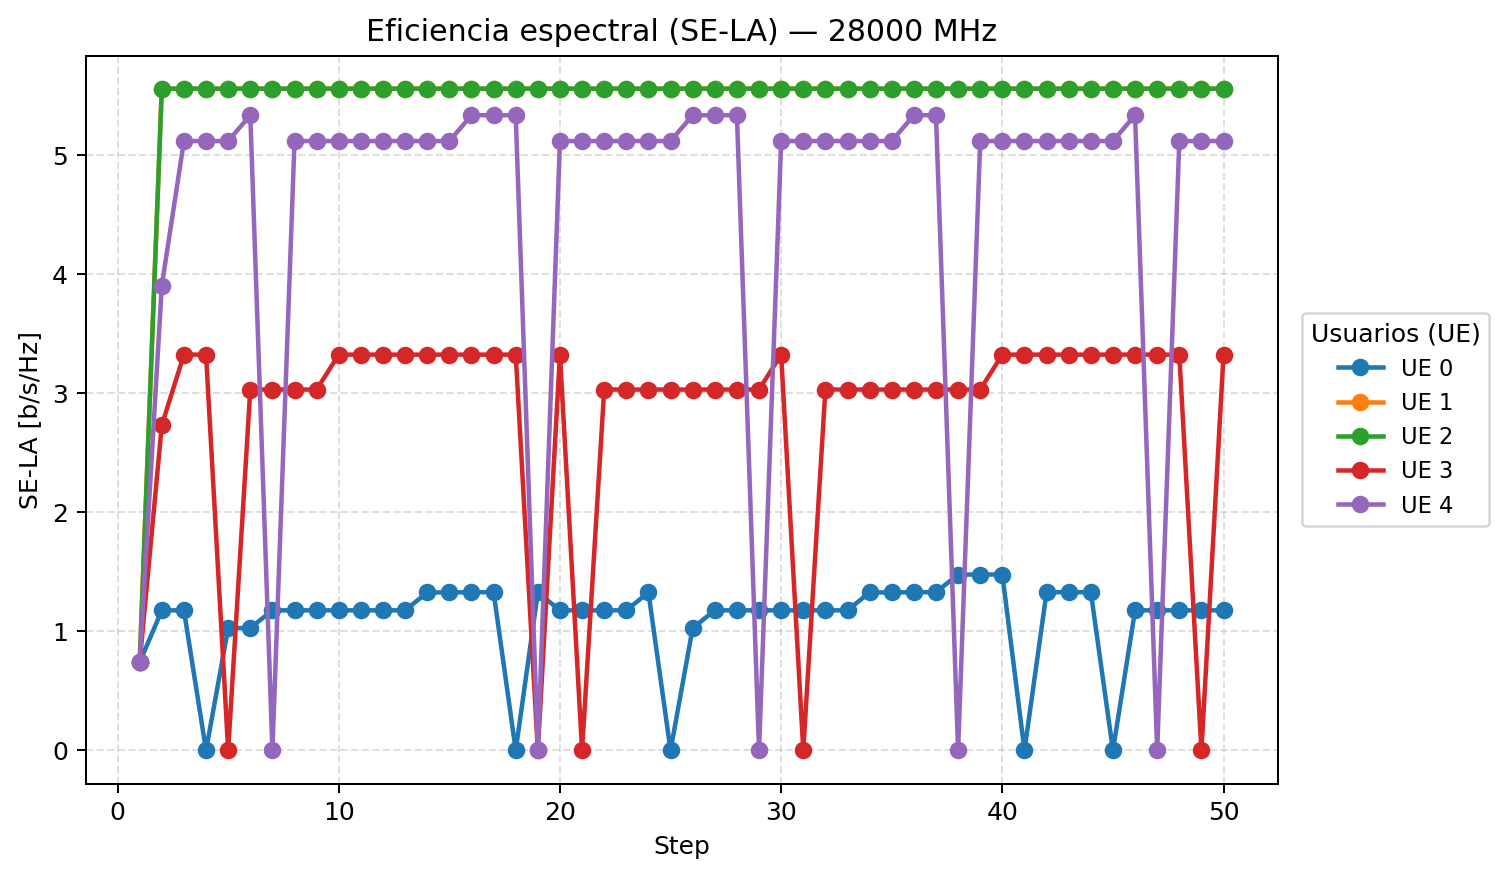 Eficiencia espectral (SE-LA) — 28000 MHz
SE-LA [b/s/Hz]
5
4
3
2
1
0
0 10 20 30 40 50
Step
Usuarios (UE)
UE 0
UE 1
UE 2
UE 3
UE 4